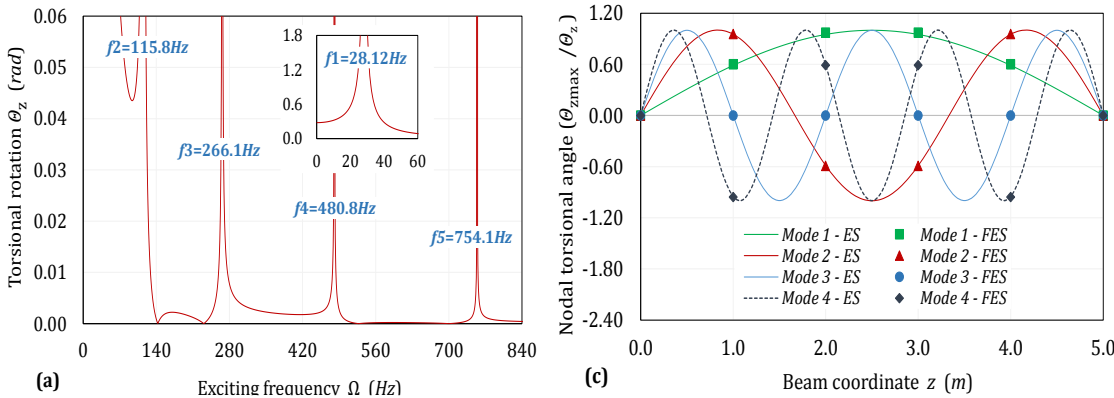 0.06
0.05
0.04
0.03
0.02
0.01
0.00
Torsional rotation Θz (rad)
f2=115.8Hz
f3=266.1Hz
f4=480.8Hz
f5=754.1Hz
1.8
1.2
0.6
0.0
f1=28.12Hz
0 20 40 60
0 140 280 420 560 700 840
(a)
Exciting frequency Ω (Hz)
1.20
0.60
0.00
-0.60
-1.20
-1.80
-2.40
Nodal torsional angle (Θzmax /Θz)
Mode 1 - ES Mode 1 - FES
Mode 2 - ES Mode 2 - FES
Mode 3 - ES Mode 3 - FES
Mode 4 - ES Mode 4 - FES
0.0 1.0 2.0 3.0 4.0 5.0
(c)
Beam coordinate z (m)